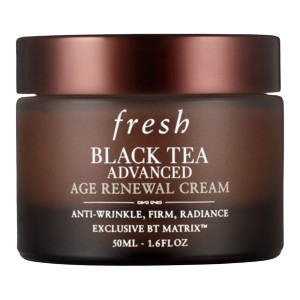 fresh
BLACK TEA
ADVANCED
AGE RENEWAL CREAM
ANTI-WRINKLE, FIRM, RADIANCE
EXCLUSIVE BT MATRIX™
50ML - 1.6FLOZ